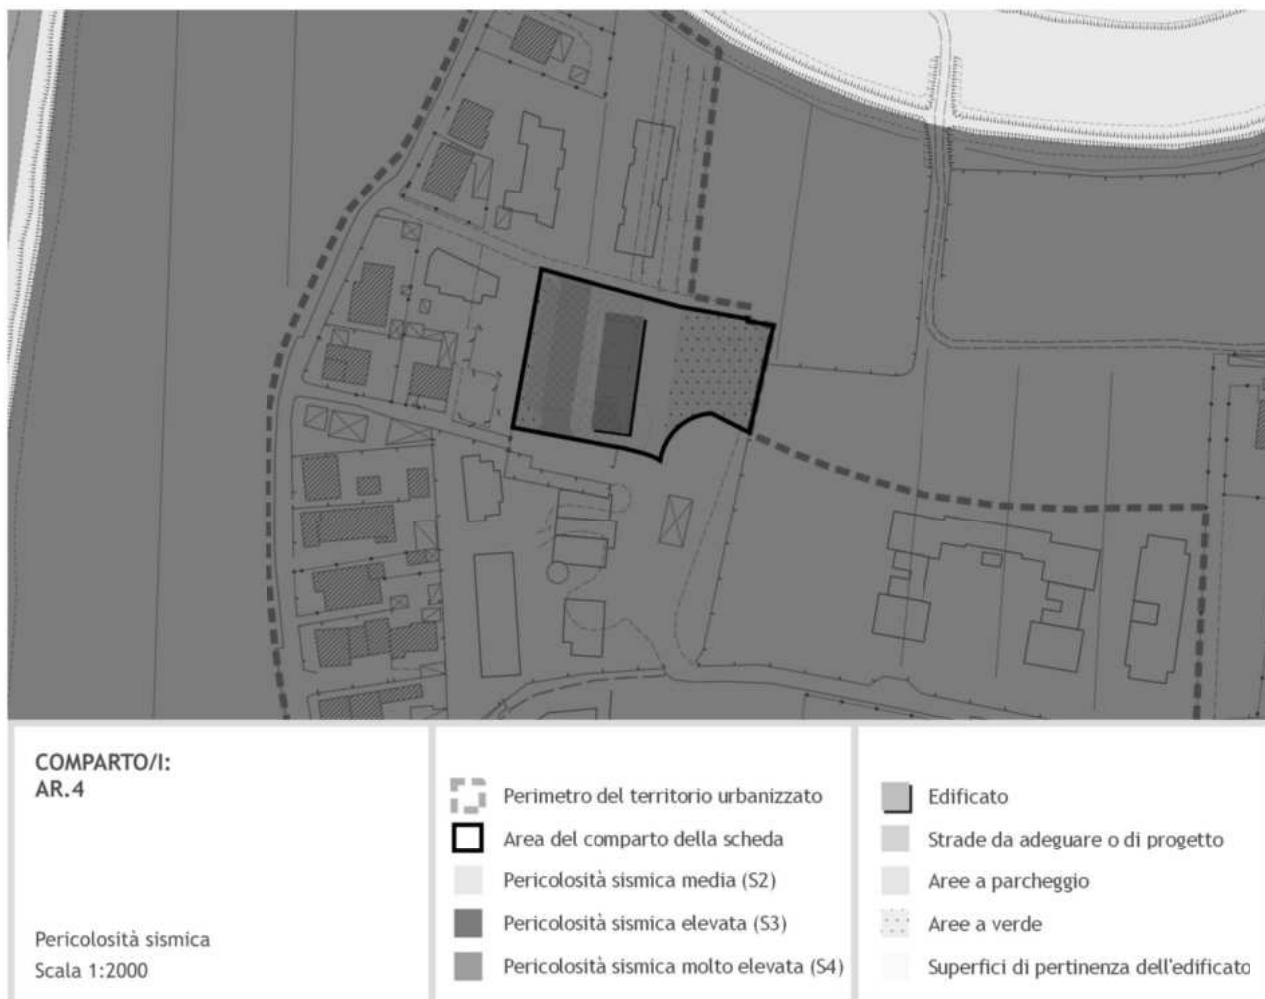 COMPARTO/I:
AR.4
Pericolosità sismica
Scala 1:2000
Perimetro del territorio urbanizzato
Area del comparto della scheda
Pericolosità sismica media (S2)
Pericolosità sismica elevata (S3)
Pericolosità sismica molto elevata (S4)
Edificato
Strade da adeguare o di progetto
Aree a parcheggio
Aree a verde
Superfici di pertinenza dell'edificato